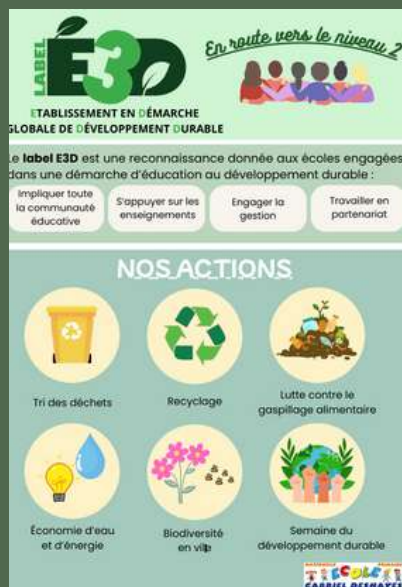 LABEL
É3D
En route vers le niveau 2
ETABLISSEMENT EN DÉMARCHE
GLOBALE DE DÉVELOPPEMENT DURABLE
Le label E3D est une reconnaissance donnée aux écoles engagées
dans une démarche d'éducation au développement durable :
Impliquer toute
la communauté
éducative
S'appuyer sur les
enseignements
Engager la
gestion
Travailler en
partenariat
NOS ACTIONS
Tri des déchets
Recyclage
Lutte contre le
gaspillage alimentaire
Économie d'eau
et d'énergie
Biodiversité
en ville
Semaine du
développement durable
ECOLE